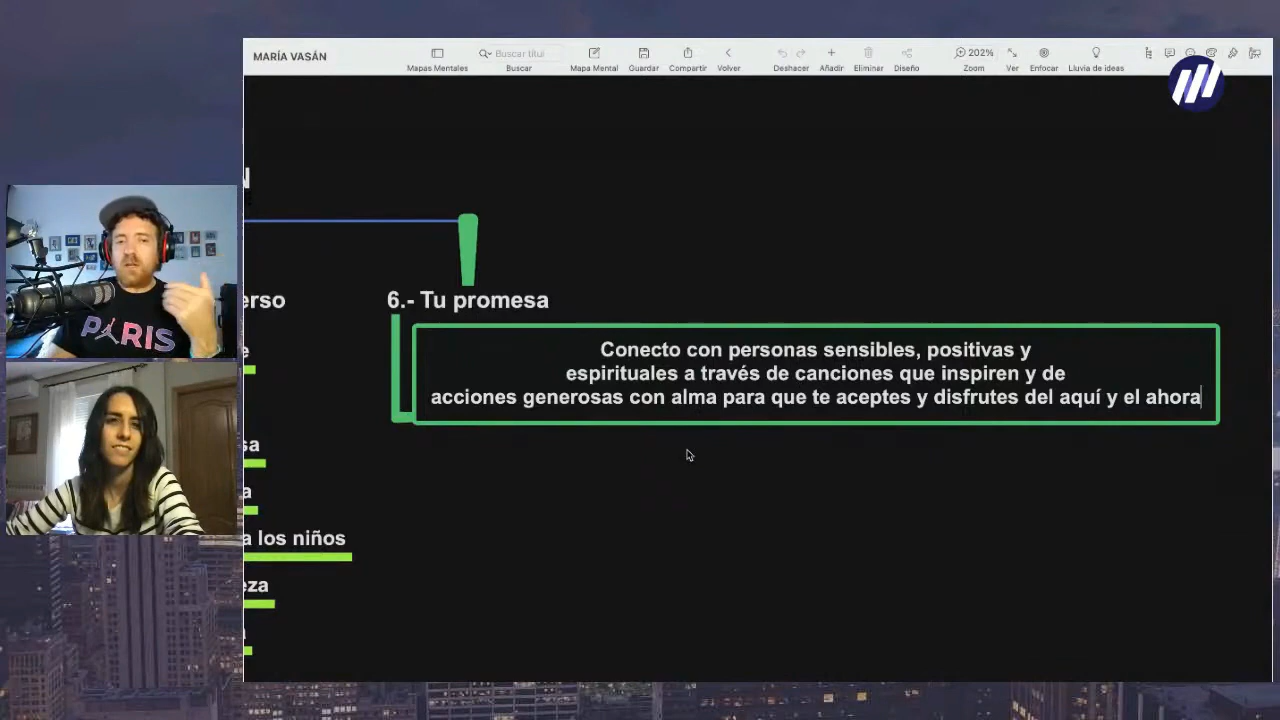 MARÍA VASÁN
Buscar títul
202%
Mapas Mentales
Buscar
Mapa Mental
Guardar
Compartir
Volver
Deshacer
Añadir
Eliminar
Diseño
Zoom
Ver
Enfocar
Lluvia de ideas
N
erso
6.- Tu promesa
e
Conecto con personas sensibles, positivas y
espirituales a través de canciones que inspiren y de
acciones generosas con alma para que te aceptes y disfrutes del aquí y el ahora
sa
a
a los niños
eza
PARIS